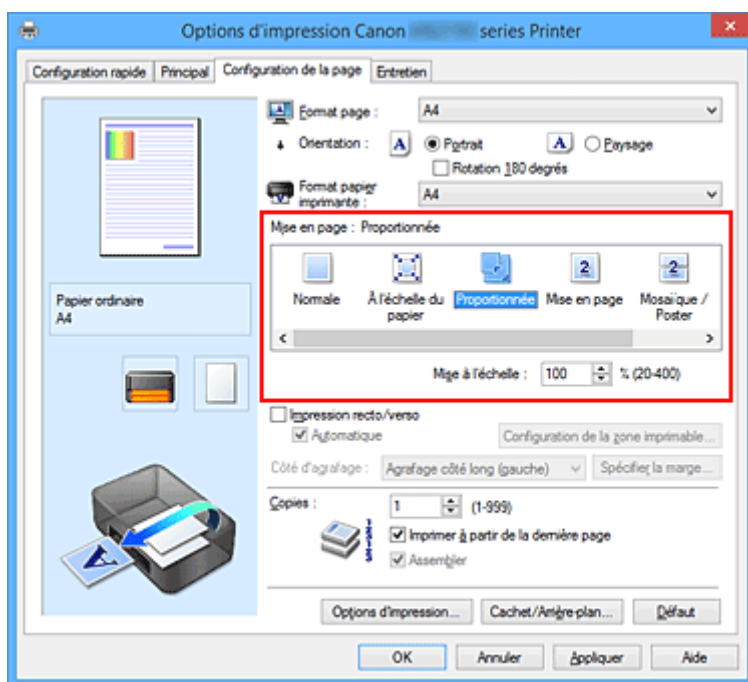 Options d'impression Canon series Printer
Configuration rapide Principal Configuration de la page Entretien
Format page : A4
Orientation : A Portrait A Paysage
Rotation 180 degrés
Format papier imprimante : A4
Mise en page : Proportionnée
2 2
Normale À l'échelle du papier Proportionnée Mise en page Mosaïque / Poster
Mise à l'échelle : 100 % (20-400)
Papier ordinaire
A4
Impression recto/verso
Automatique Configuration de la zone imprimable...
Côté d'agrafage : Agrafage côté long (gauche) Spécifier la marge...
Copies : 1 (1-999)
Imprimer à partir de la dernière page
Assembler
A
Options d'impression... Cachet/Arrière-plan... Défaut
OK Annuler Appliquer Aide